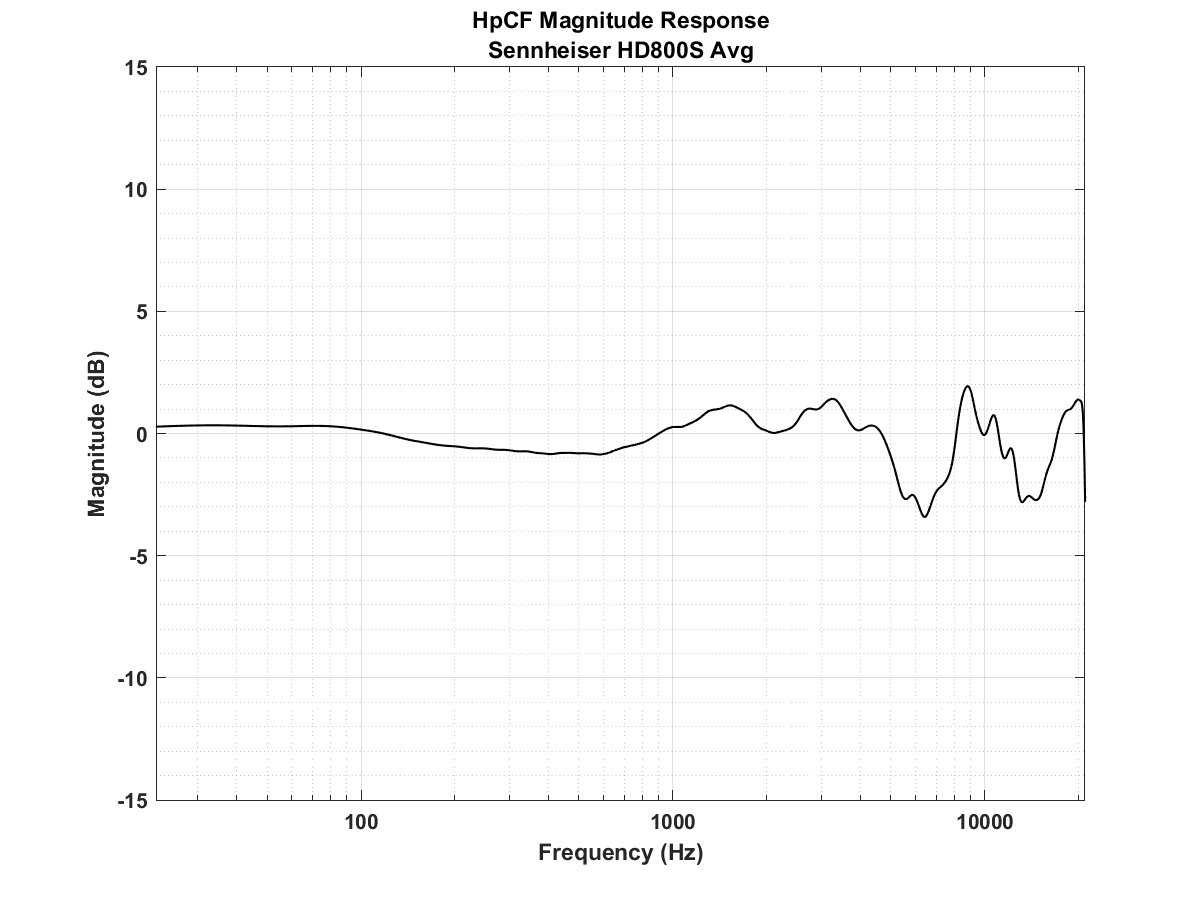 HpCF Magnitude Response
Sennheiser HD800S Avg
15
10
5
0
-5
-10
-15
Magnitude (dB)
100
1000
10000
Frequency (Hz)